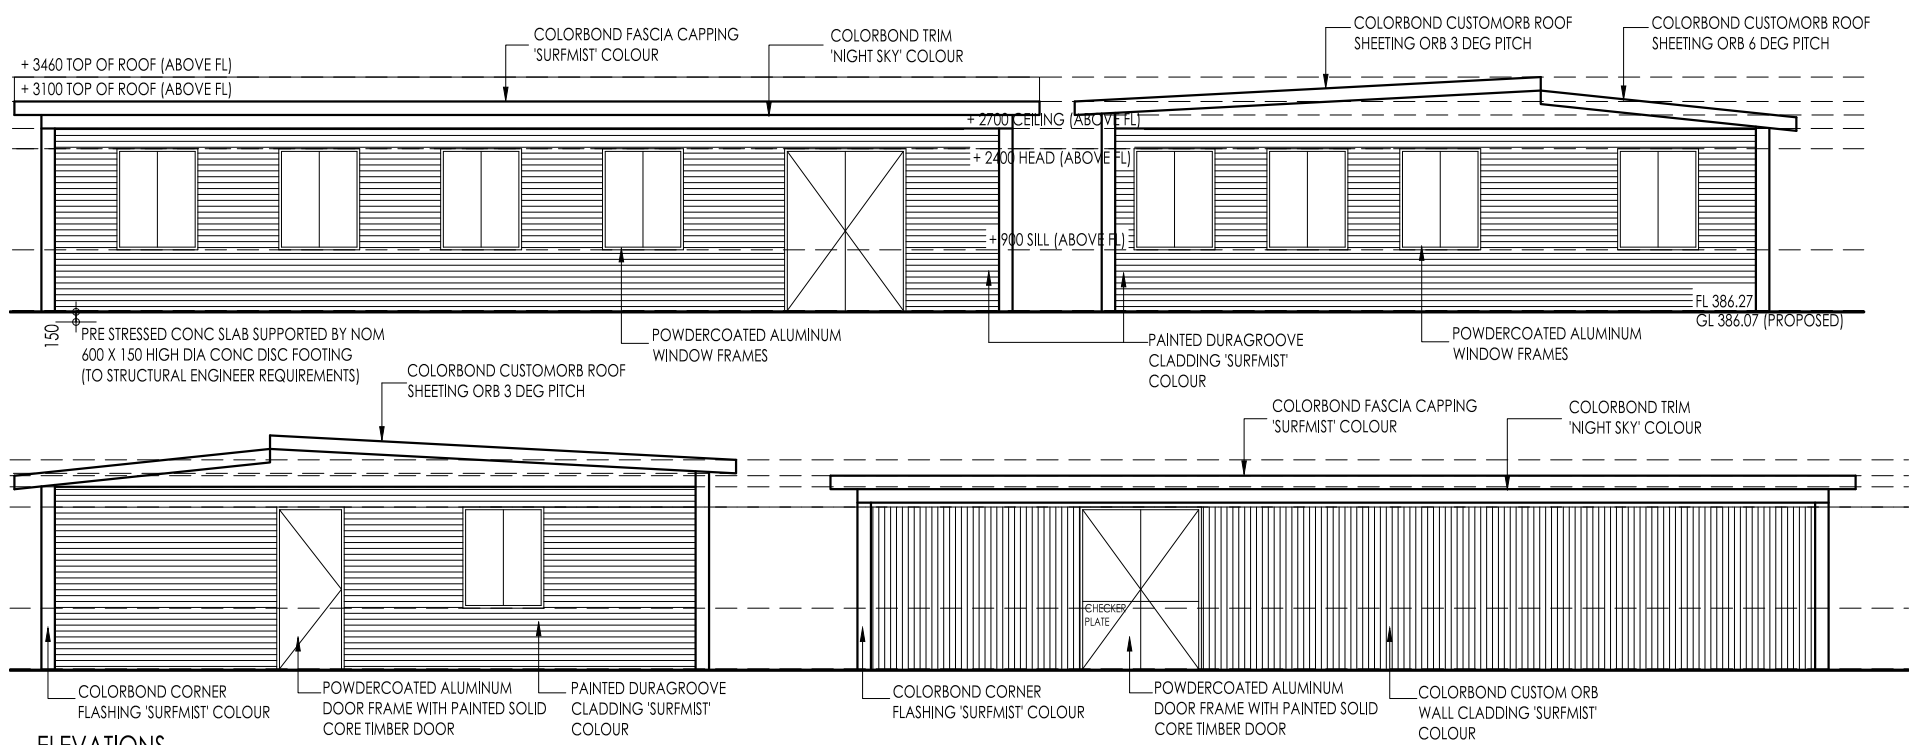 COLORBOND FASCIA CAPPING
'SURFMIST' COLOUR
COLORBOND TRIM
'NIGHT SKY' COLOUR
COLORBOND CUSTOMORB ROOF
SHEETING ORB 3 DEG PITCH
COLORBOND CUSTOMORB ROOF
SHEETING ORB 6 DEG PITCH
+ 3460 TOP OF ROOF (ABOVE FL)
+ 3100 TOP OF ROOF (ABOVE FL)
+ 2700 CEILING (ABOVE FL)
+ 2400 HEAD (ABOVE FL)
+ 900 SILL (ABOVE FL)
FL 386.27
GL 386.07 (PROPOSED)
150
PRE STRESSED CONC SLAB SUPPORTED BY NOM
600 X 150 HIGH DIA CONC DISC FOOTING
(TO STRUCTURAL ENGINEER REQUIREMENTS)
POWDERCOATED ALUMINUM
WINDOW FRAMES
PAINTED DURAGROOVE
CLADDING 'SURFMIST'
COLOUR
POWDERCOATED ALUMINUM
WINDOW FRAMES
COLORBOND CUSTOMORB ROOF
SHEETING ORB 3 DEG PITCH
COLORBOND FASCIA CAPPING
'SURFMIST' COLOUR
COLORBOND TRIM
'NIGHT SKY' COLOUR
CHECKER
PLATE
COLORBOND CORNER
FLASHING 'SURFMIST' COLOUR
POWDERCOATED ALUMINUM
DOOR FRAME WITH PAINTED SOLID
CORE TIMBER DOOR
PAINTED DURAGROOVE
CLADDING 'SURFMIST'
COLOUR
COLORBOND CORNER
FLASHING 'SURFMIST' COLOUR
POWDERCOATED ALUMINUM
DOOR FRAME WITH PAINTED SOLID
CORE TIMBER DOOR
COLORBOND CUSTOM ORB
WALL CLADDING 'SURFMIST'
COLOUR
ELEVATIONS